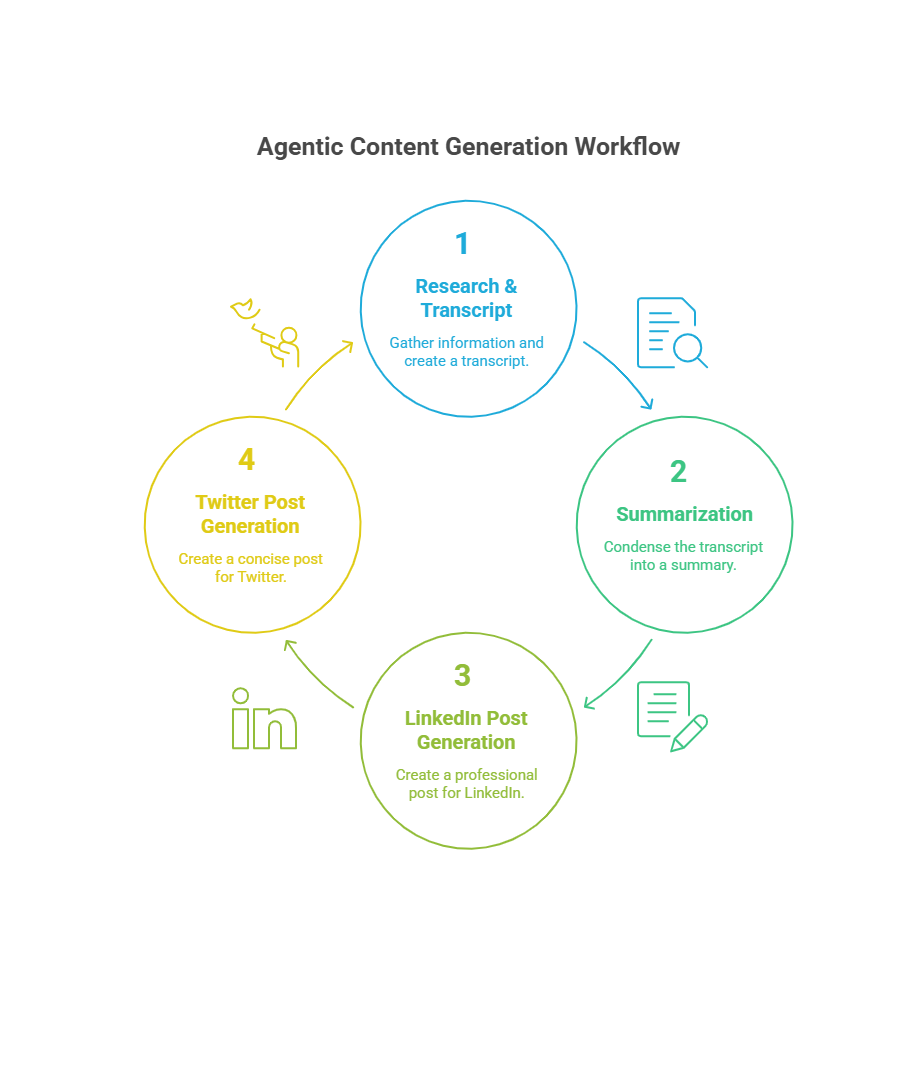 Agentic Content Generation Workflow
1
Research &
Transcript
Gather information and
create a transcript.
2
Summarization
Condense the transcript
into a summary.
3
LinkedIn Post
Generation
Create a professional
post for LinkedIn.
4
Twitter Post
Generation
Create a concise post
for Twitter.
in